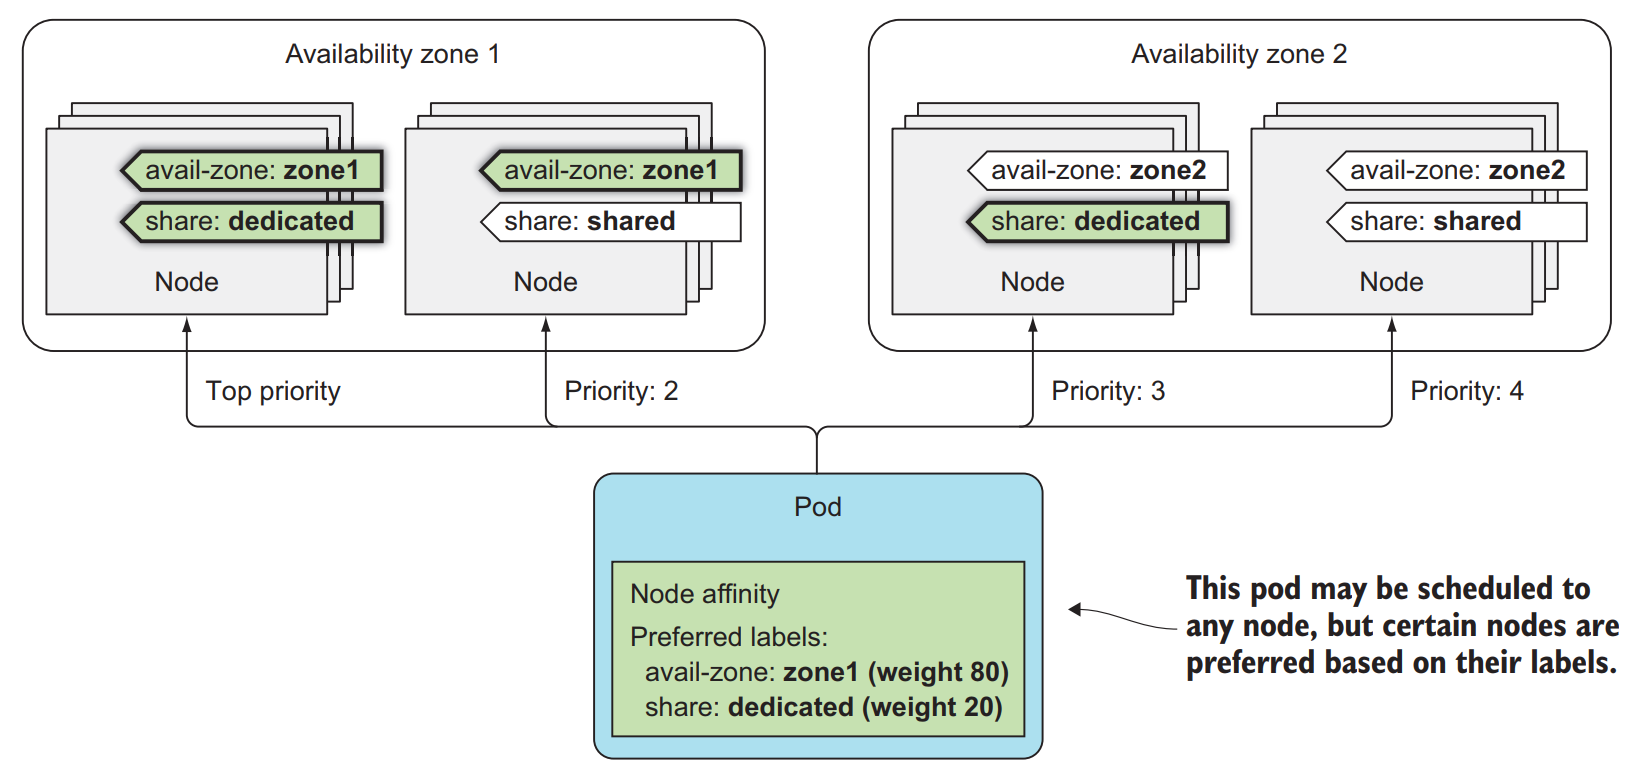 Availability zone 1
avail-zone: zone1
share: dedicated
Node
avail-zone: zone1
share: shared
Node
Availability zone 2
avail-zone: zone2
share: dedicated
Node
avail-zone: zone2
share: shared
Node
Top priority
Priority: 2
Priority: 3
Priority: 4
Pod
Node affinity
Preferred labels:
avail-zone: zone1 (weight 80)
share: dedicated (weight 20)
This pod may be scheduled to
any node, but certain nodes are
preferred based on their labels.